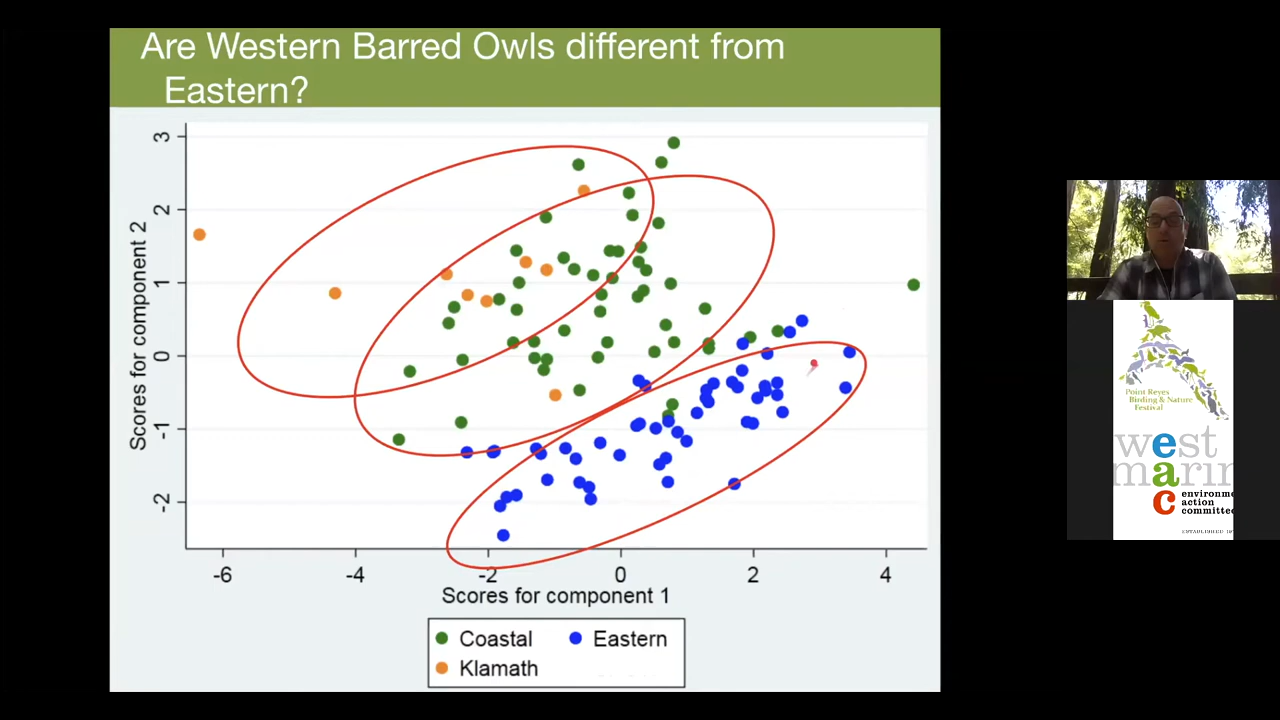 Are Western Barred Owls different from
Eastern?
3
2
1
0
-1
-2
Scores for component 2
-6
-4
-2
0
2
4
Scores for component 1
Coastal
Eastern
Klamath
Point Reyes
Birding & Nature
Festival
west
marin
eac
environme
action
committee